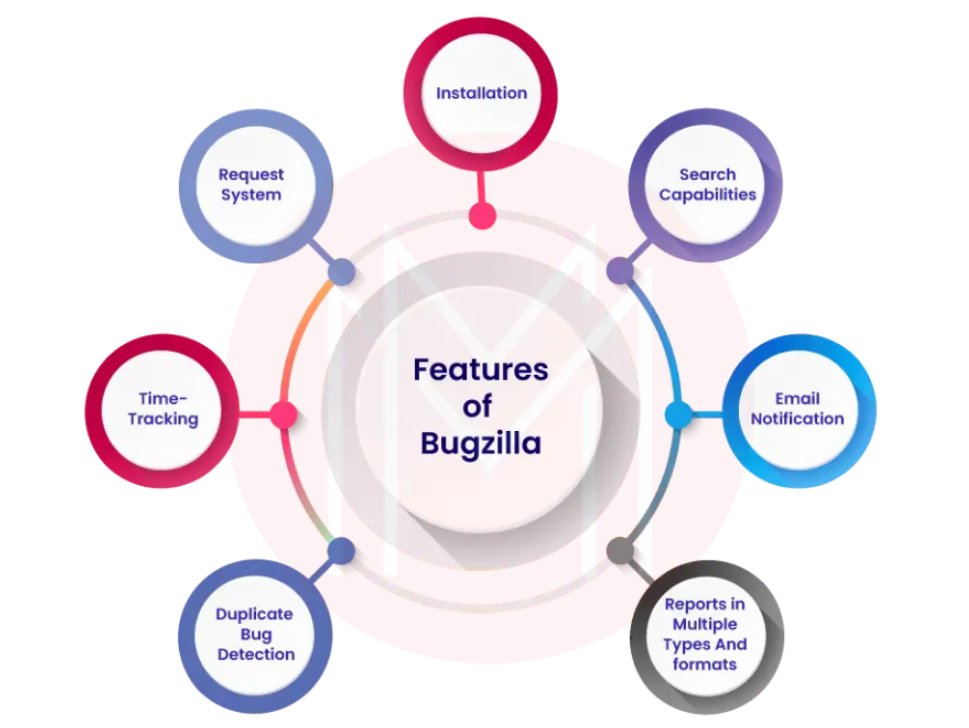 Installation
Request
System
Search
Capabilities
Features
of
Bugzilla
Time-
Tracking
Email
Notification
Duplicate
Bug
Detection
Reports in
Multiple
Types And
formats